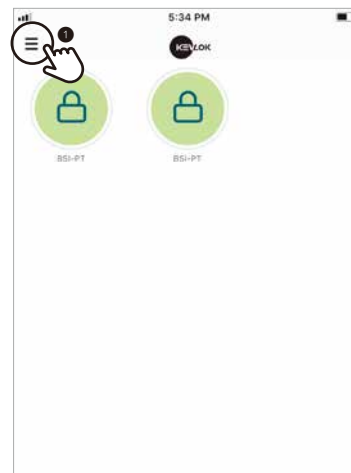 5:34 PM
1
KEVLOK
BSI-PT
BSI-PT